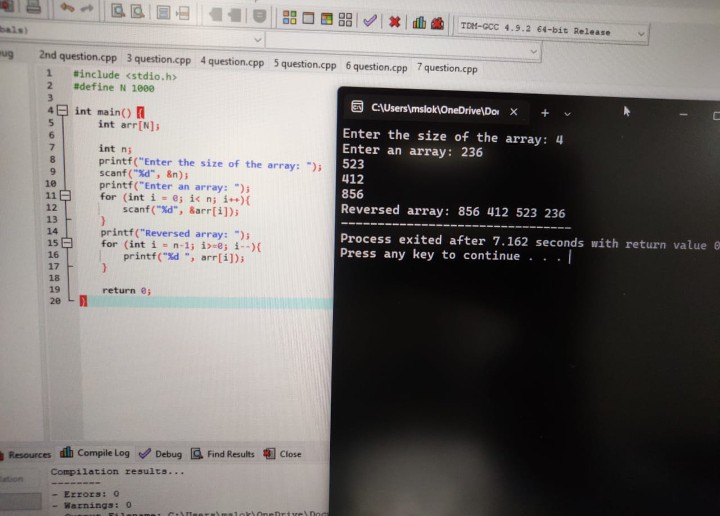 TDM-GCC 4.9.2 64-bit Release
2nd question.cpp 3 question.cpp 4 question.cpp 5 question.cpp 6 question.cpp 7 question.cpp
1 #include <stdio.h>
2 #define N 1000
3
4 int main() {
5 int arr[N];
6
7 int n;
8 printf("Enter the size of the array: ");
9 scanf("%d", &n);
10 printf("Enter an array: ");
11 for (int i = 0; i< n; i++){
12 scanf("%d", &arr[i]);
13 }
14 printf("Reversed array: ");
15 for (int i = n-1; i>=0; i--){
16 printf("%d ", arr[i]);
17 }
18
19 return 0;
20 }
C:\Users\mslok\OneDrive\Do
Enter the size of the array: 4
Enter an array: 236
523
412
856
Reversed array: 856 412 523 236
--------------------------------
Process exited after 7.162 seconds with return value 0
Press any key to continue . . .
Resources Compile Log Debug Find Results Close
Compilation results...
--------
- Errors: 0
- Warnings: 0